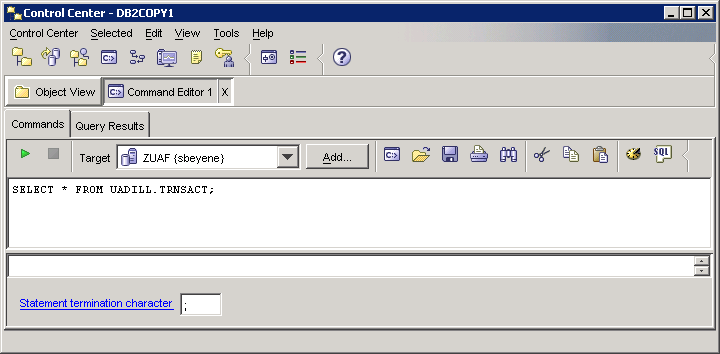 Control Center - DB2COPY1
Control Center Selected Edit View Tools Help
Object View Command Editor 1 X
Commands Query Results
Target ZUAF {sbeyene} Add...
SELECT * FROM UADILL.TRNSACT;
Statement termination character ;